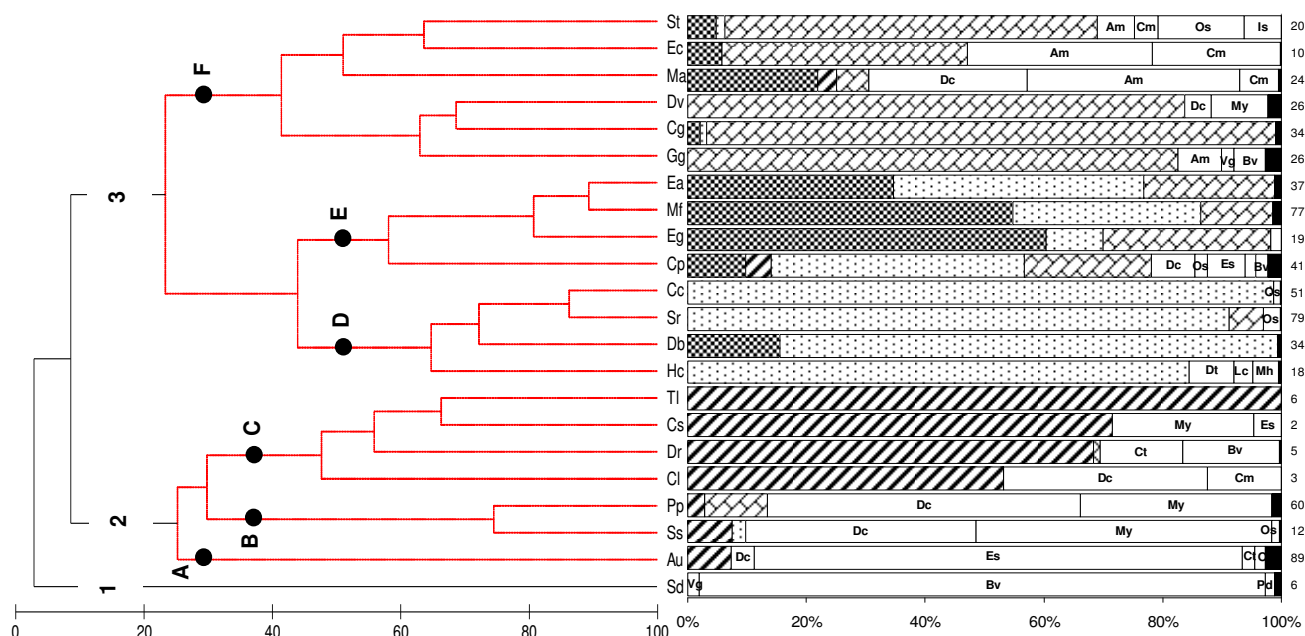 St Am Cm Os Is 20
Ec Am Cm 10
F
Ma Dc Am Cm 24
Dv Dc My 26
Cg 34
Gg Am Vg Bv 26
Ea 37
3
Mf 77
E
Eg 19
Cp Dc Os Es Bv 41
Cc Os 51
D
Sr Os 79
Db 34
Hc Dt Lc Mh 18
Tl 6
C
Cs My Es 2
Dr Ct Bv 5
Cl Dc Cm 3
Pp Dc My 60
2
B
Ss Dc My Os 12
A
Au Dc Es Ct 89
1
Sd Vg Bv Pd 6
0 20 40 60 80 100 0% 20% 40% 60% 80% 100%